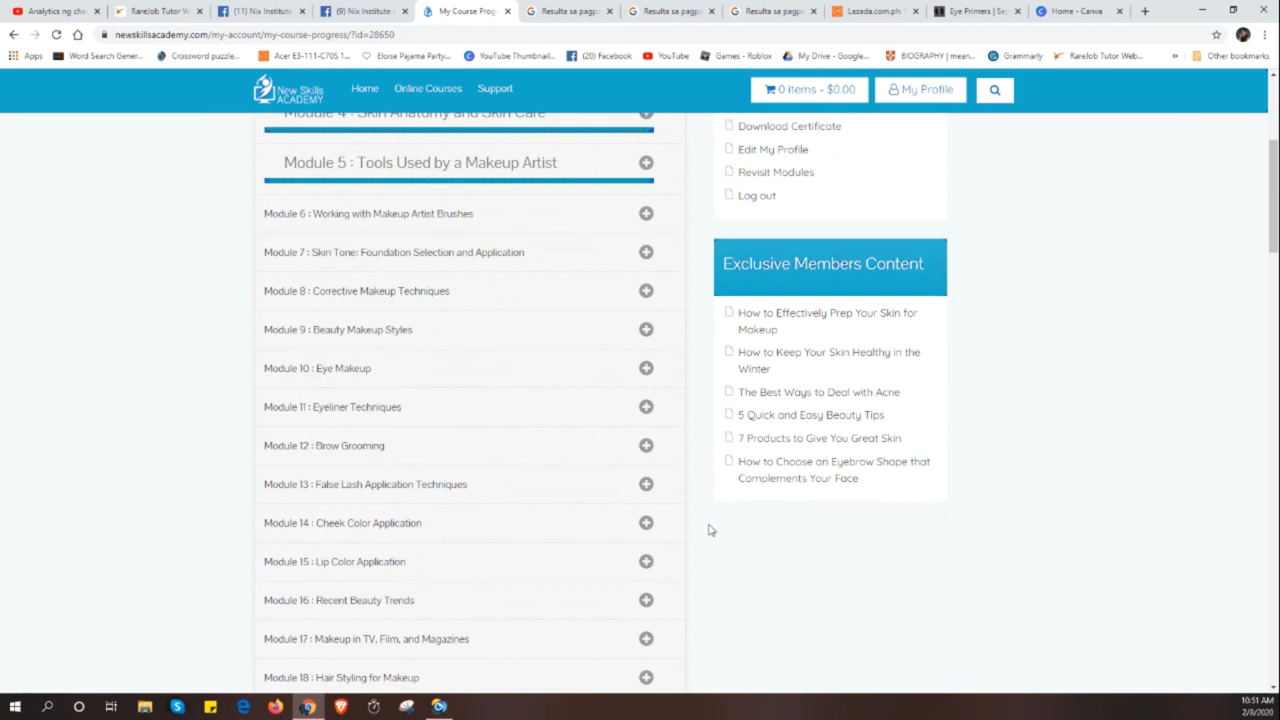 Analytics ng cha
RareJob Tutor W
(11) Nix Institute
(9) Nix Institute
My Course Prog
Resulta sa pagp
Resulta sa pagp
Resulta sa pagp
Lazada.com.ph:
Eye Primers | Se
Home - Canva
newskillsacademy.com/my-account/my-course-progress/?id=28650
Apps
Word Search Gener...
Crossword puzzle...
Acer E3-111-C705 1...
Eloise Pajama Party...
YouTube Thumbnail...
(20) Facebook
YouTube
Games - Roblox
My Drive - Google...
BIOGRAPHY | mean...
Grammarly
RareJob Tutor Web...
»
Other bookmarks
New Skills
ACADEMY
Home
Online Courses
Support
0 items - $0.00
My Profile
Module 4 : Skin Anatomy and Skin Care
Module 5 : Tools Used by a Makeup Artist
Module 6 : Working with Makeup Artist Brushes
Module 7 : Skin Tone: Foundation Selection and Application
Module 8 : Corrective Makeup Techniques
Module 9 : Beauty Makeup Styles
Module 10 : Eye Makeup
Module 11 : Eyeliner Techniques
Module 12 : Brow Grooming
Module 13 : False Lash Application Techniques
Module 14 : Cheek Color Application
Module 15 : Lip Color Application
Module 16 : Recent Beauty Trends
Module 17 : Makeup in TV, Film, and Magazines
Module 18 : Hair Styling for Makeup
Download Certificate
Edit My Profile
Revisit Modules
Log out
Exclusive Members Content
How to Effectively Prep Your Skin for
Makeup
How to Keep Your Skin Healthy in the
Winter
The Best Ways to Deal with Acne
5 Quick and Easy Beauty Tips
7 Products to Give You Great Skin
How to Choose an Eyebrow Shape that
Complements Your Face
10:51 AM
2/8/2020